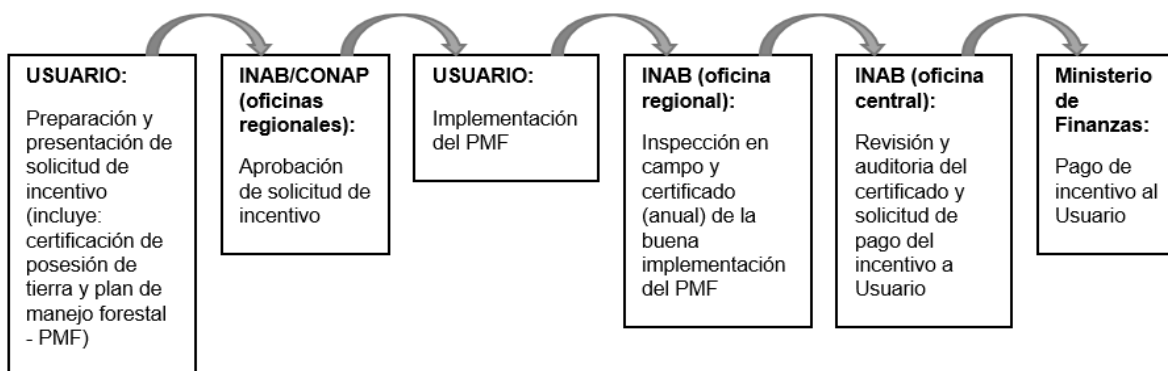 USUARIO:
Preparación y
presentación de
solicitud de
incentivo
(incluye:
certificación de
posesión de
tierra y plan de
manejo forestal
- PMF)
INAB/CONAP
(oficinas
regionales):
Aprobación
de solicitud de
incentivo
USUARIO:
Implementación
del PMF
INAB (oficina
regional):
Inspección en
campo y
certificado
(anual) de la
buena
implementación
del PMF
INAB (oficina
central):
Revisión y
auditoria del
certificado y
solicitud de
pago del
incentivo a
Usuario
Ministerio
de
Finanzas:
Pago de
incentivo al
Usuario